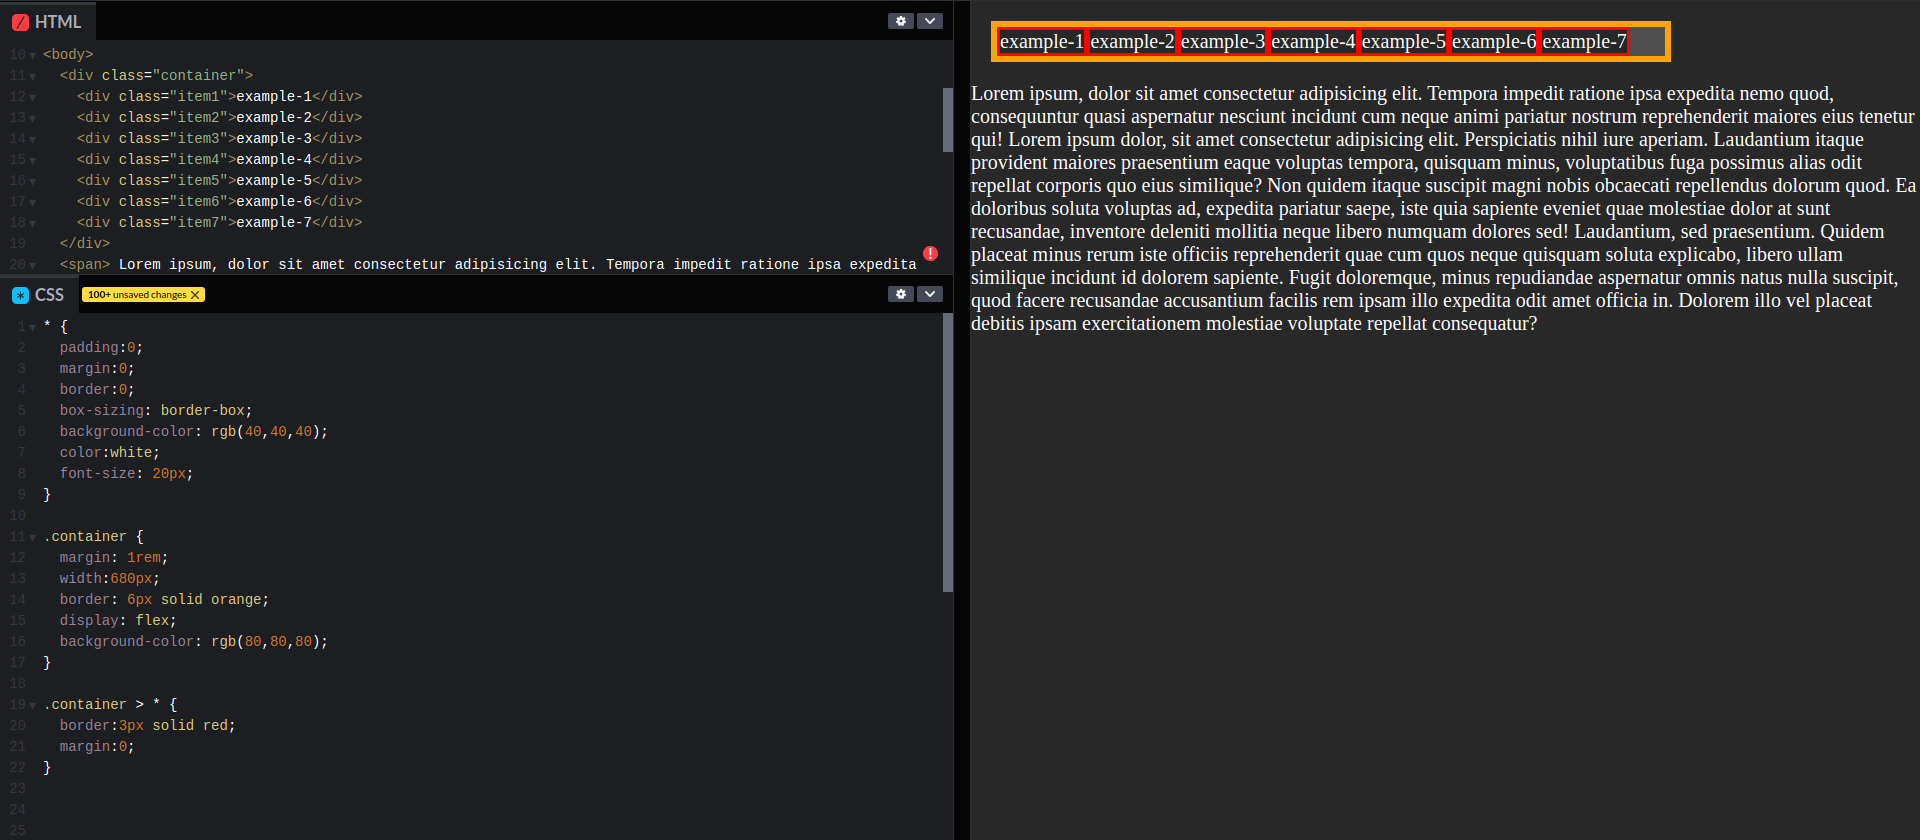 HTML
10 <body>
11 <div class="container">
12 <div class="item1">example-1</div>
13 <div class="item2">example-2</div>
14 <div class="item3">example-3</div>
15 <div class="item4">example-4</div>
16 <div class="item5">example-5</div>
17 <div class="item6">example-6</div>
18 <div class="item7">example-7</div>
19 </div>
20 <span> Lorem ipsum, dolor sit amet consectetur adipisicing elit. Tempora impedit ratione ipsa expedita
CSS 100+ unsaved changes X
1 * {
2 padding:0;
3 margin:0;
4 border:0;
5 box-sizing: border-box;
6 background-color: rgb(40,40,40);
7 color:white;
8 font-size: 20px;
9 }
10
11 .container {
12 margin: 1rem;
13 width:680px;
14 border: 6px solid orange;
15 display: flex;
16 background-color: rgb(80,80,80);
17 }
18
19 .container > * {
20 border:3px solid red;
21 margin:0;
22 }
23
24
25
example-1 example-2 example-3 example-4 example-5 example-6 example-7
Lorem ipsum, dolor sit amet consectetur adipisicing elit. Tempora impedit ratione ipsa expedita nemo quod,
consequuntur quasi aspernatur nesciunt incidunt cum neque animi pariatur nostrum reprehenderit maiores eius tenetur
qui! Lorem ipsum dolor, sit amet consectetur adipisicing elit. Perspiciatis nihil iure aperiam. Laudantium itaque
provident maiores praesentium eaque voluptas tempora, quisquam minus, voluptatibus fuga possimus alias odit
repellat corporis quo eius similique? Non quidem itaque suscipit magni nobis obcaecati repellendus dolorum quod. Ea
doloribus soluta voluptas ad, expedita pariatur saepe, iste quia sapiente eveniet quae molestiae dolor at sunt
recusandae, inventore deleniti mollitia neque libero numquam dolores sed! Laudantium, sed praesentium. Quidem
placeat minus rerum iste officiis reprehenderit quae cum quos neque quisquam soluta explicabo, libero ullam
similique incidunt id dolorem sapiente. Fugit doloremque, minus repudiandae aspernatur omnis natus nulla suscipit,
quod facere recusandae accusantium facilis rem ipsam illo expedita odit amet officia in. Dolorem illo vel placeat
debitis ipsam exercitationem molestiae voluptate repellat consequatur?